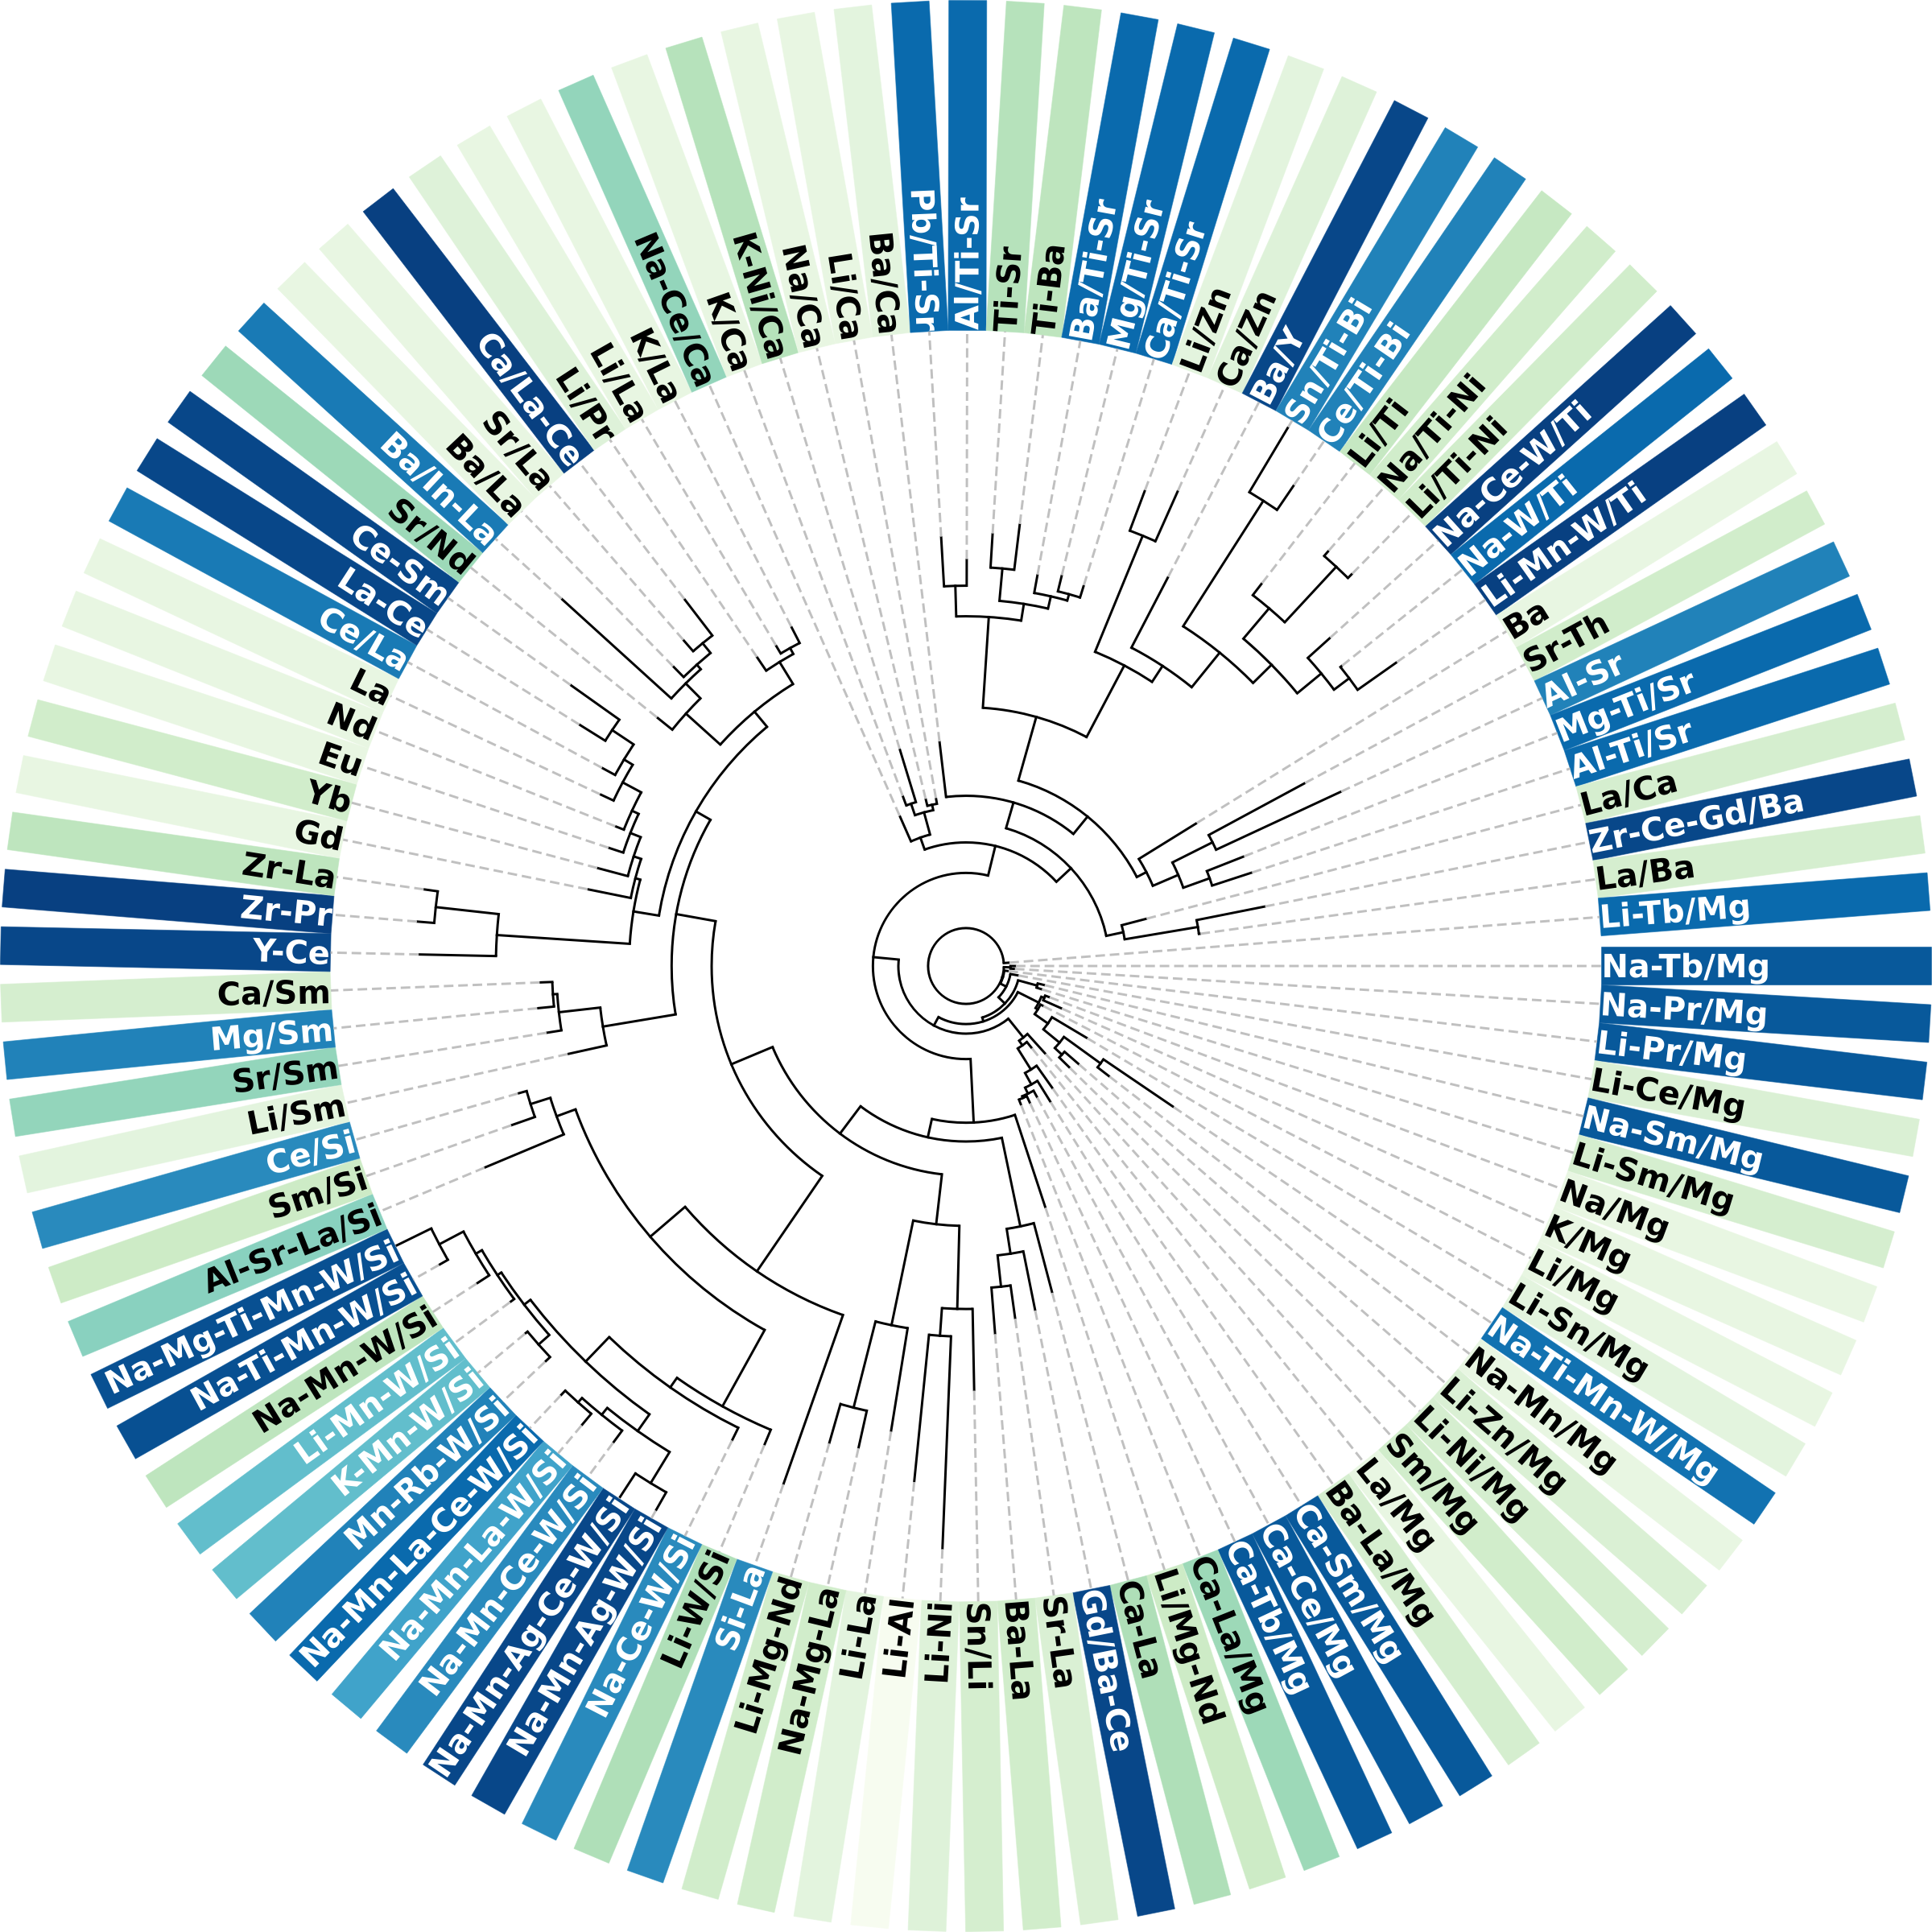 Pb/Ti-Sr
Al/Ti-Sr
Ti-Sr
Ti-Ba
Ba/Ti-Sr
Mg/Ti-Sr
Ca/Ti-Sr
Li/Zn
Ca/Zn
Ba/Y
Sn/Ti-Bi
Ce/Ti-Bi
Li/Ti
Na/Ti-Ni
Li/Ti-Ni
Na-Ce-W/Ti
Na-W/Ti
Li-Mn-W/Ti
Ba
Sr-Th
Al-Sr
Mg-Ti/Sr
Al-Ti/Sr
La/Ca
Zr-Ce-Gd/Ba
La/Ba
Li-Tb/Mg
Na-Tb/Mg
Na-Pr/Mg
Li-Pr/Mg
Li-Ce/Mg
Na-Sm/Mg
Li-Sm/Mg
Na/Mg
K/Mg
Li/Mg
Li-Sn/Mg
Na-Ti-Mn-W/Mg
Na-Mn/Mg
Li-Zn/Mg
Li-Ni/Mg
Sm/Mg
La/Mg
Ba-La/Mg
Ca-Sm/Mg
Ca-Ce/Mg
Ca-Tb/Mg
Ca-La/Mg
Li/Mg-Nd
Ca-La
Gd/Ba-Ce
Sr-La
Ba-La
Sn/Li
Li-Ni
Li-Al
Li-La
Na-Mg-La
Li-Mg-Nd
Si-La
Li-W/Si
Na-Ce-W/Si
Na-Mn-Ag-W/Si
Na-Mn-Ag-Ce-W/Si
Na-Mn-Ce-W/Si
Na-Mn-La-W/Si
Na-Mn-La-Ce-W/Si
Mn-Rb-W/Si
K-Mn-W/Si
Li-Mn-W/Si
Na-Mn-W/Si
Na-Ti-Mn-W/Si
Na-Mg-Ti-Mn-W/Si
Al-Sr-La/Si
Sm/Si
Ce/Si
Li/Sm
Sr/Sm
Mg/Sm
Ca/Sm
Y-Ce
Zr-Pr
Zr-La
Gd
Yb
Eu
Nd
La
Ce/La
La-Ce
Ce-Sm
Sr/Nd
Ba/In-La
Ba/La
Sr/La
Ca/La-Ce
Li/Pr
Li/La
K/La
Na-Ce/Ca
K/Ca
K-Ni/Ca
Na/Ca
Li/Ca
Ba/Ca